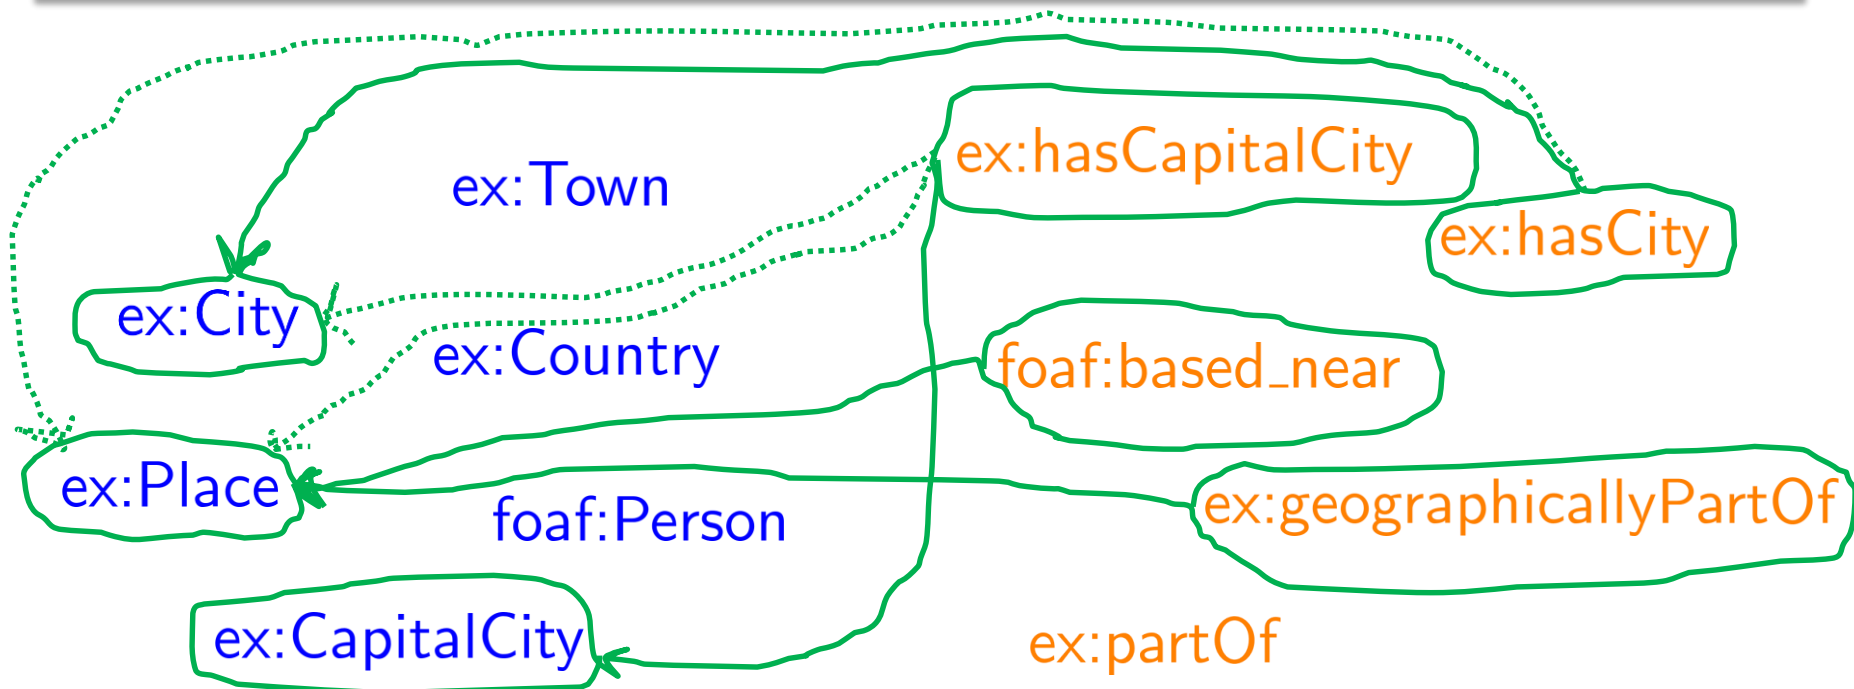 ex:hasCapitalCity
ex:Town
ex:hasCity
ex:City
ex:Country
foaf:based_near
ex:Place
foaf:Person
ex:geographicallyPartOf
ex:CapitalCity
ex:partOf